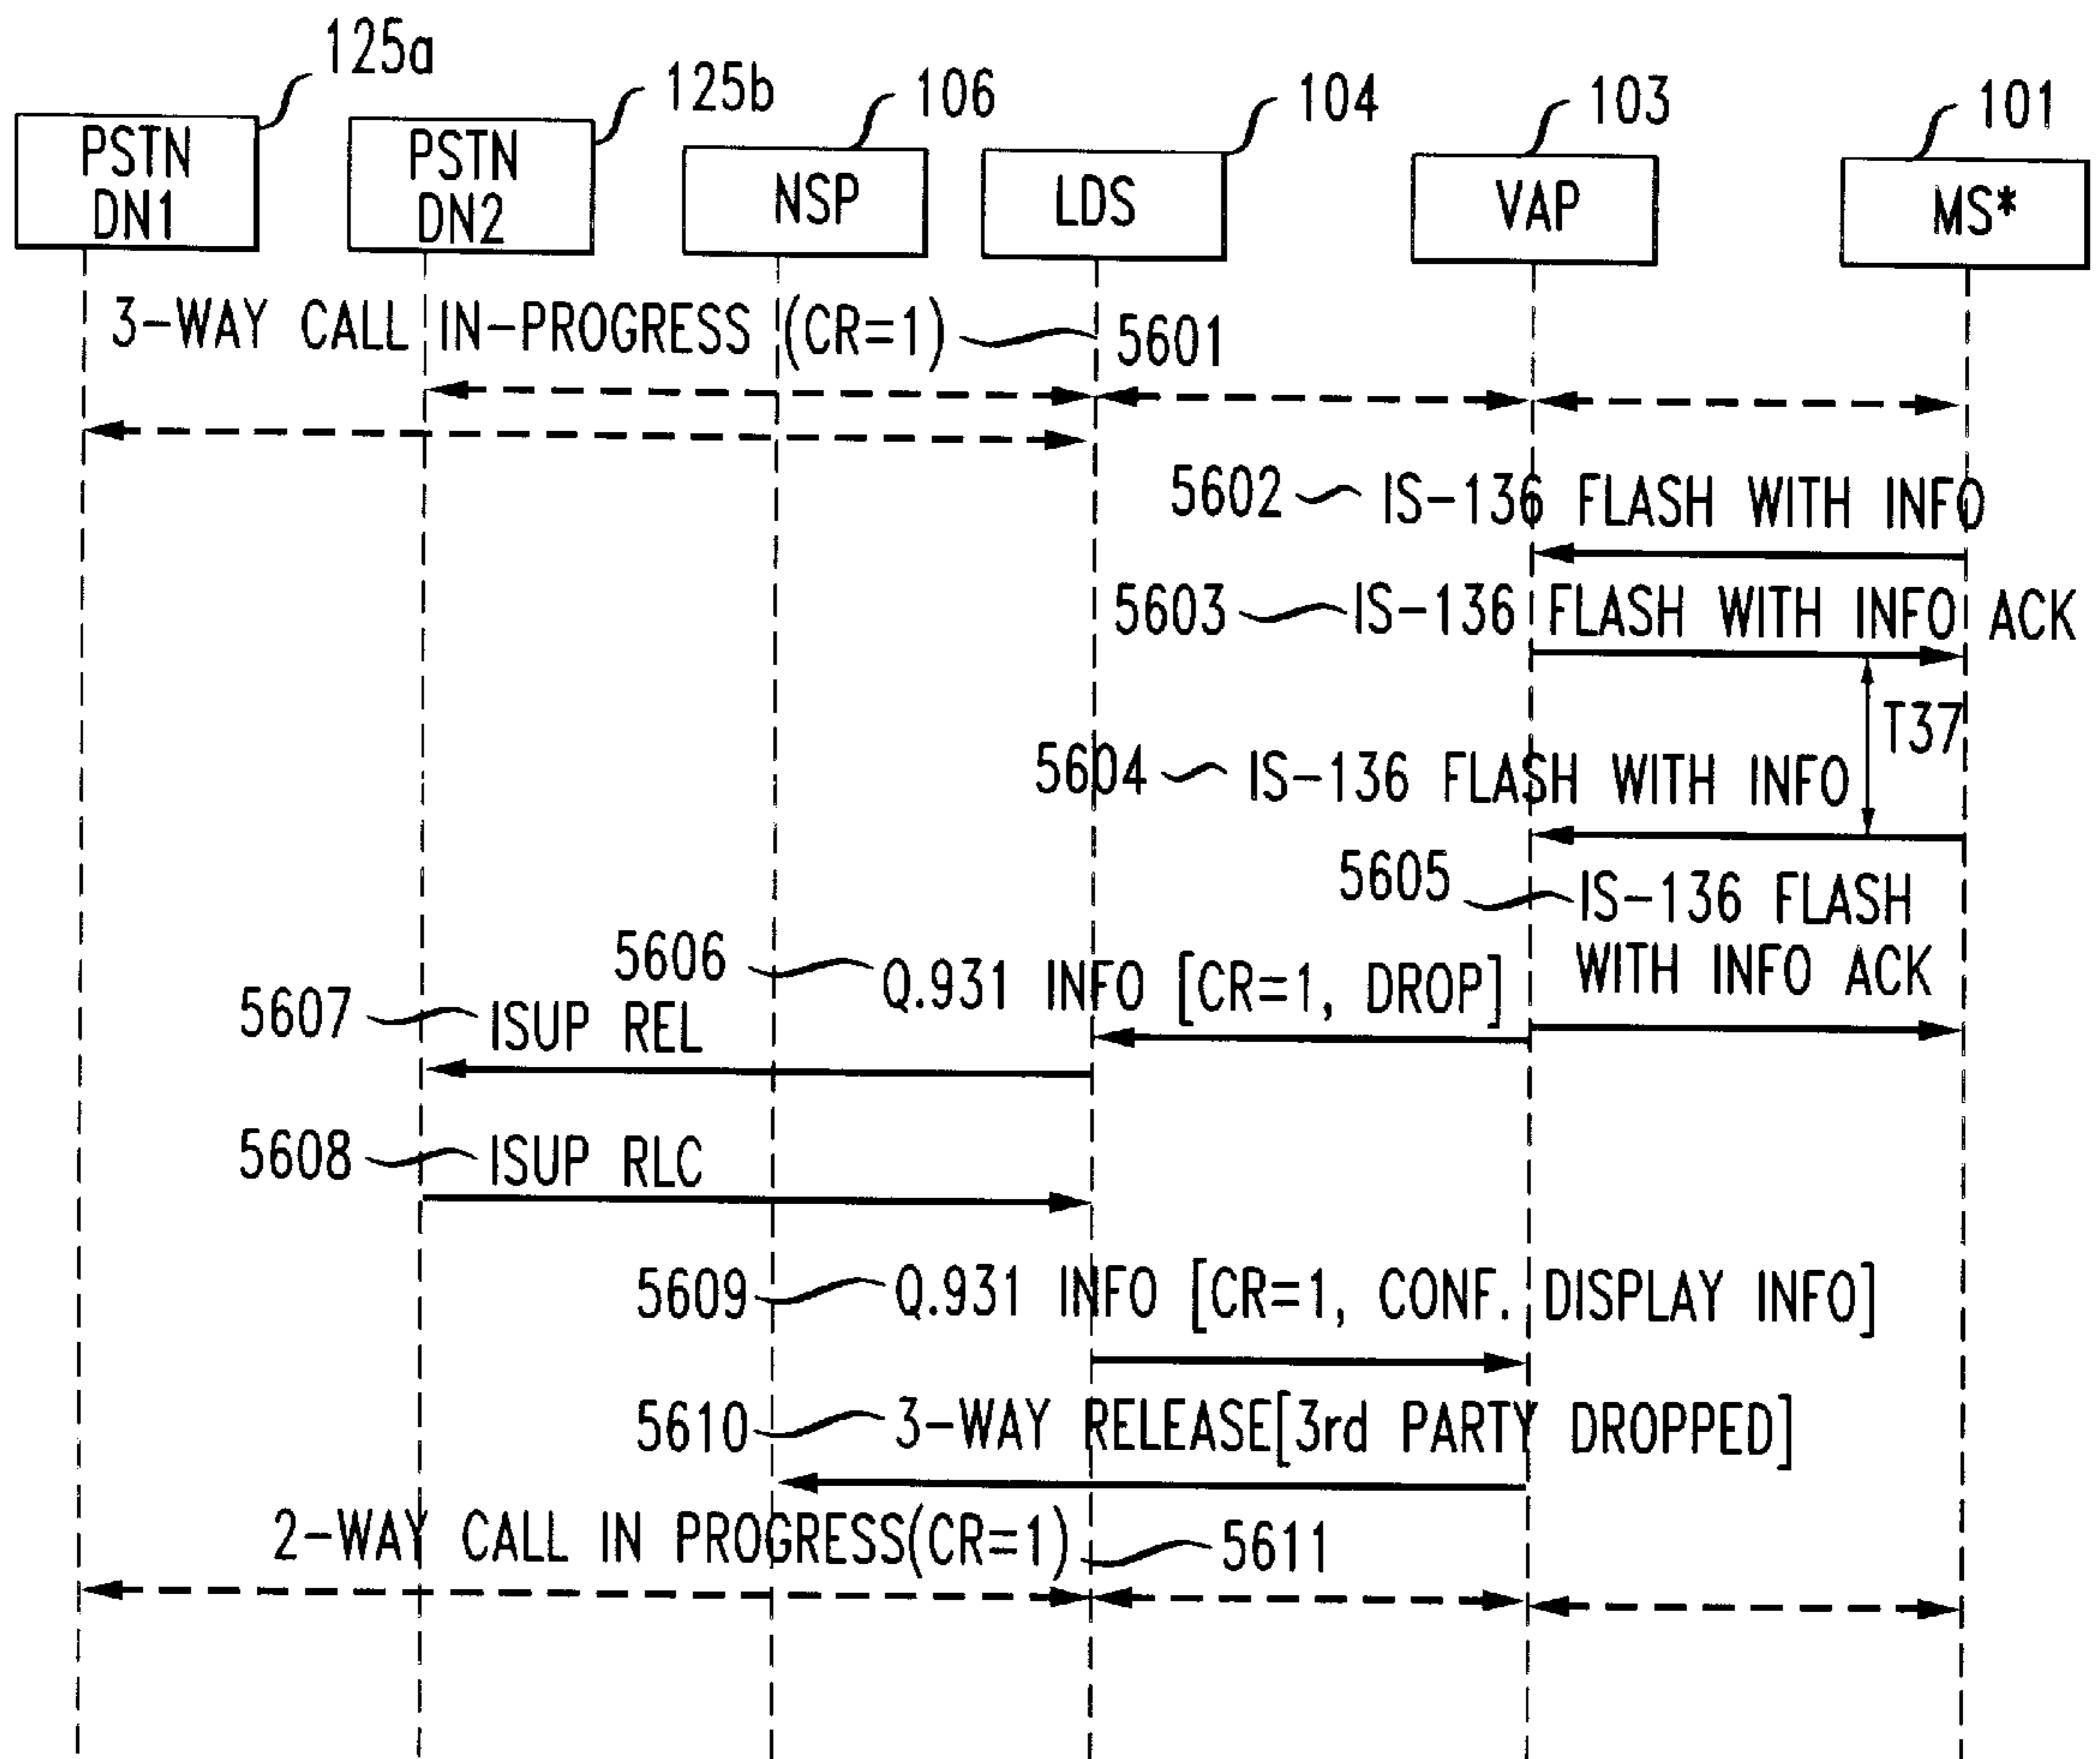 125a
125b
106
104
103
101
PSTN
DN1
PSTN
DN2
NSP
LDS
VAP
MS*
3-WAY CALL IN-PROGRESS (CR=1)
5601
5602 IS-136 FLASH WITH INFO
5603 IS-136 FLASH WITH INFO ACK
T37
5604 IS-136 FLASH WITH INFO
5605 IS-136 FLASH
WITH INFO ACK
5606 Q.931 INFO [CR=1, DROP]
5607 ISUP REL
5608 ISUP RLC
5609 Q.931 INFO [CR=1, CONF. DISPLAY INFO]
5610 3-WAY RELEASE[3rd PARTY DROPPED]
2-WAY CALL IN PROGRESS(CR=1) 5611